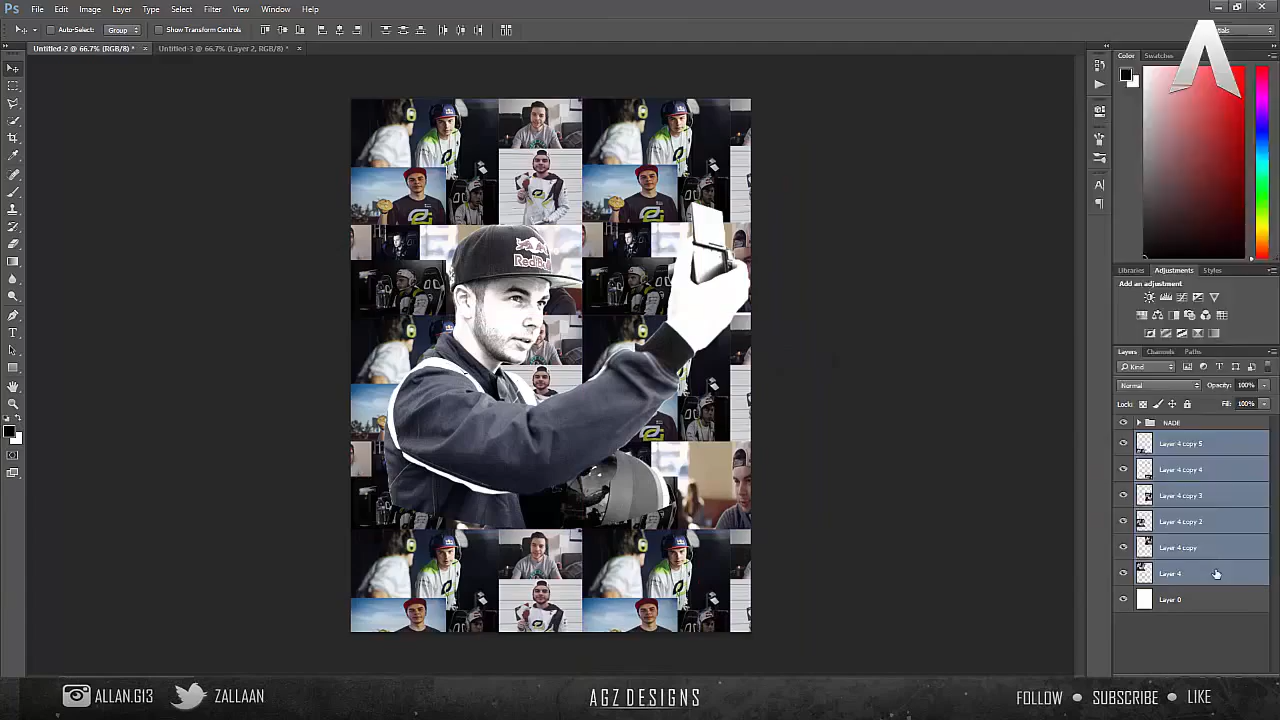 Ps File Edit Image Layer Type Select Filter View Window Help
Auto-Select: Group Show Transform Controls
Untitled-2 @ 66.7% (RGB/8) * × Untitled-3 @ 66.7% (Layer 2, RGB/8) * ×
Color Swatches
A
Red Bull
Libraries Adjustments Styles
Add an adjustment
Layers Channels Paths
Kind
Normal Opacity: 100%
Lock: Fill: 100%
NADE
Layer 4 copy 5
Layer 4 copy 4
Layer 4 copy 3
Layer 4 copy 2
Layer 4 copy
Layer 4
Layer 0
ALLAN.G13 ZALLAAN AGZ DESIGNS FOLLOW ● SUBSCRIBE ● LIKE